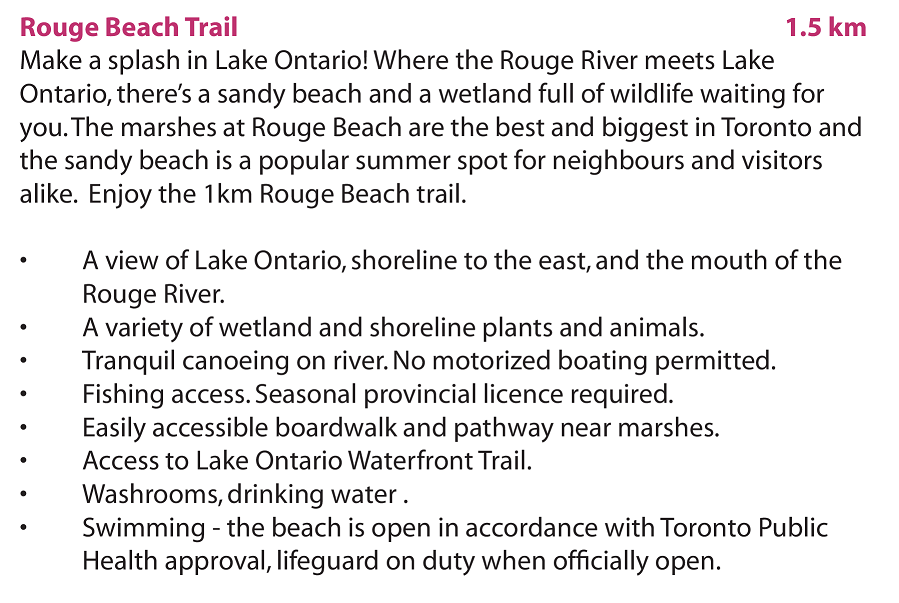 Rouge Beach Trail 1.5 km
Make a splash in Lake Ontario! Where the Rouge River meets Lake
Ontario, there's a sandy beach and a wetland full of wildlife waiting for
you. The marshes at Rouge Beach are the best and biggest in Toronto and
the sandy beach is a popular summer spot for neighbours and visitors
alike.  Enjoy the 1km Rouge Beach trail.
• A view of Lake Ontario, shoreline to the east, and the mouth of the
Rouge River.
• A variety of wetland and shoreline plants and animals.
• Tranquil canoeing on river. No motorized boating permitted.
• Fishing access. Seasonal provincial licence required.
• Easily accessible boardwalk and pathway near marshes.
• Access to Lake Ontario Waterfront Trail.
• Washrooms, drinking water .
• Swimming - the beach is open in accordance with Toronto Public
Health approval, lifeguard on duty when officially open.